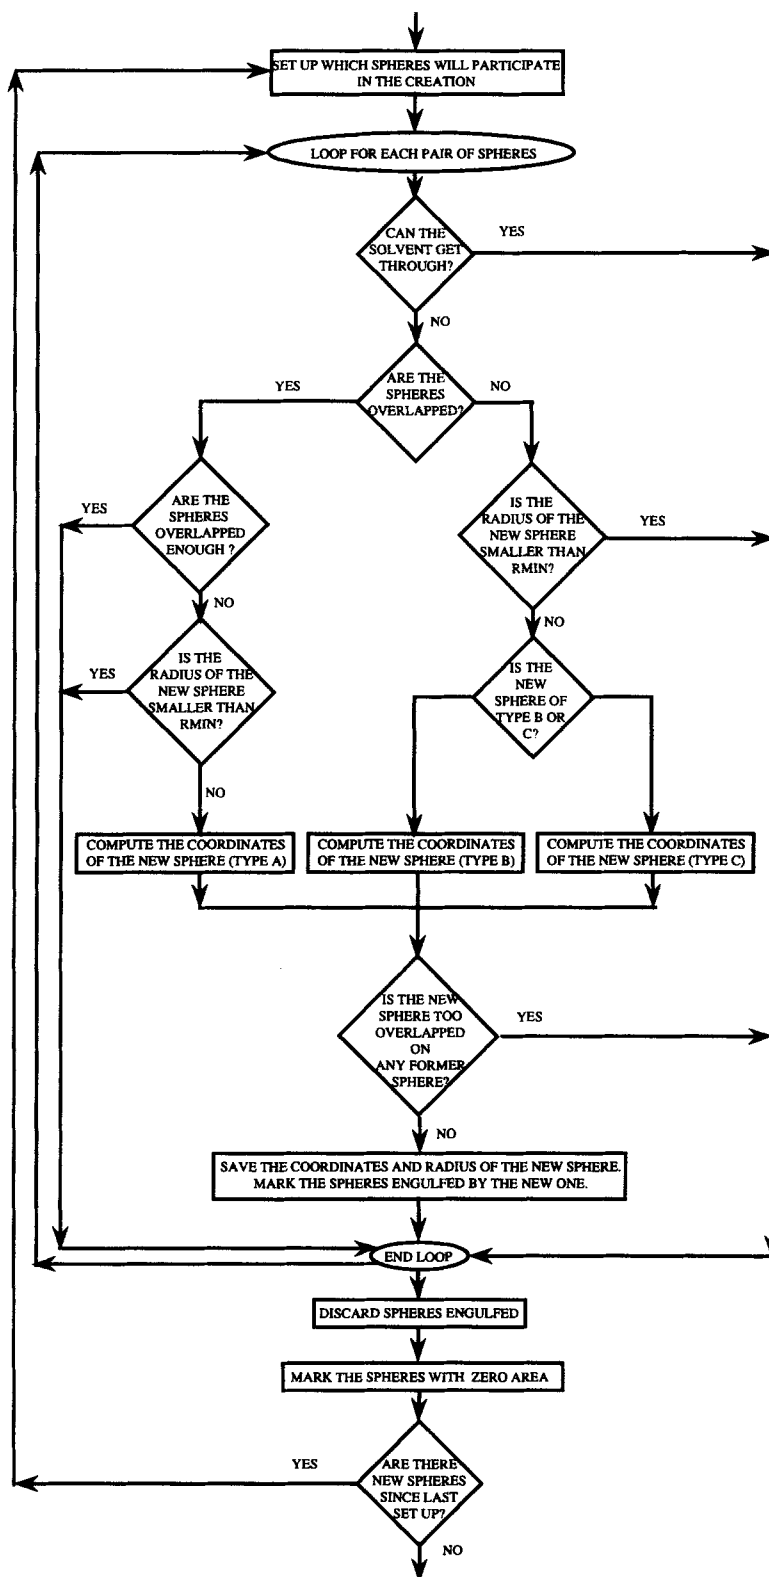 SET UP WHICH SPHERES WILL PARTICIPATE
IN THE CREATION
LOOP FOR EACH PAIR OF SPHERES
CAN THE
SOLVENT GET
THROUGH?
YES
NO
ARE THE
SPHERES
OVERLAPPED?
YES
NO
ARE THE
SPHERES
OVERLAPPED
ENOUGH ?
YES
NO
IS THE
RADIUS OF THE
NEW SPHERE
SMALLER THAN
RMIN?
YES
NO
IS THE
RADIUS OF THE
NEW SPHERE
SMALLER THAN
RMIN?
YES
NO
IS THE
NEW
SPHERE OF
TYPE B OR
C?
COMPUTE THE COORDINATES
OF THE NEW SPHERE (TYPE A)
COMPUTE THE COORDINATES
OF THE NEW SPHERE (TYPE B)
COMPUTE THE COORDINATES
OF THE NEW SPHERE (TYPE C)
IS THE NEW
SPHERE TOO
OVERLAPPED
ON
ANY FORMER
SPHERE?
YES
NO
SAVE THE COORDINATES AND RADIUS OF THE NEW SPHERE.
MARK THE SPHERES ENGULFED BY THE NEW ONE.
END LOOP
DISCARD SPHERES ENGULFED
MARK THE SPHERES WITH ZERO AREA
ARE THERE
NEW SPHERES
SINCE LAST
SET UP?
YES
NO